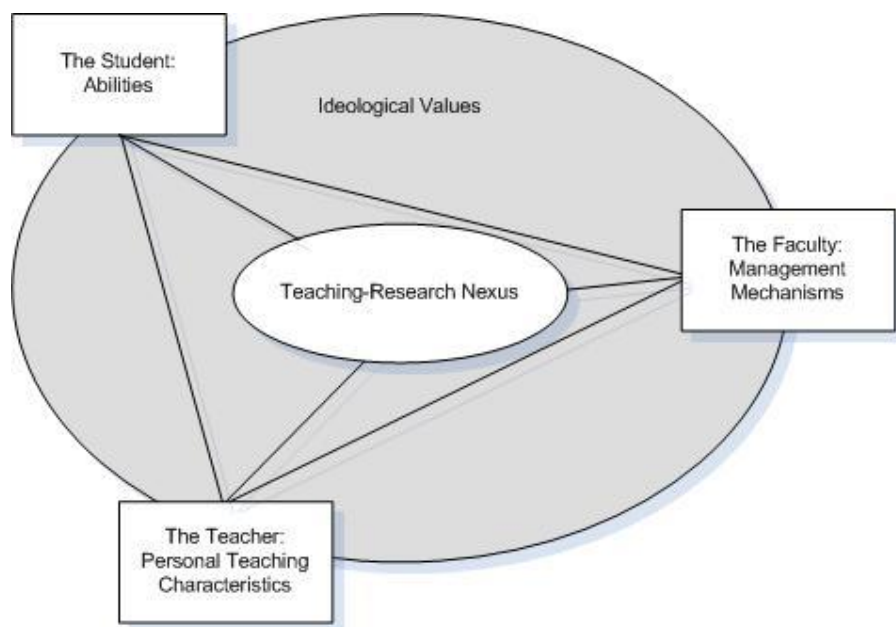 The Student:
Abilities
Ideological Values
The Faculty:
Management
Mechanisms
Teaching-Research Nexus
The Teacher:
Personal Teaching
Characteristics